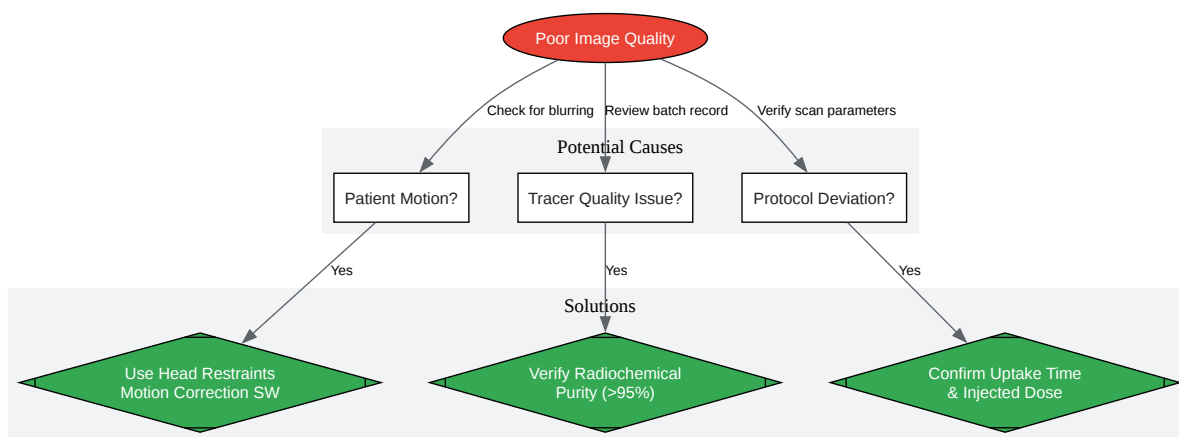 Poor Image Quality
Check for blurring
Review batch record
Verify scan parameters
Potential Causes
Patient Motion?
Tracer Quality Issue?
Protocol Deviation?
Yes
Yes
Yes
Solutions
Use Head Restraints
Motion Correction SW
Verify Radiochemical
Purity (>95%)
Confirm Uptake Time
& Injected Dose